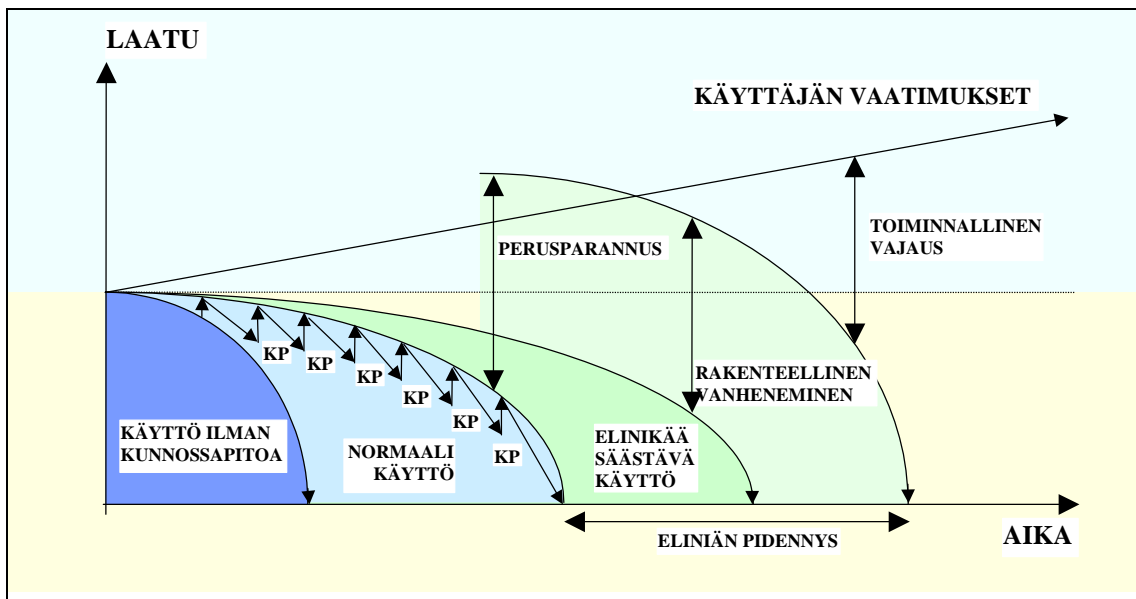 LAATU
KÄYTTÄJÄN VAATIMUKSET
TOIMINNALLINEN
VAJAUS
PERUSPARANNUS
RAKENTEELLINEN
VANHENEMINEN
KP
KP
KP
KP
KP
KP
KÄYTTÖ ILMAN
KUNNOSSAPITOA
NORMAALI
KÄYTTÖ
ELINIKÄÄ
SÄÄSTÄVÄ
KÄYTTÖ
ELINIÄN PIDENNYS
AIKA